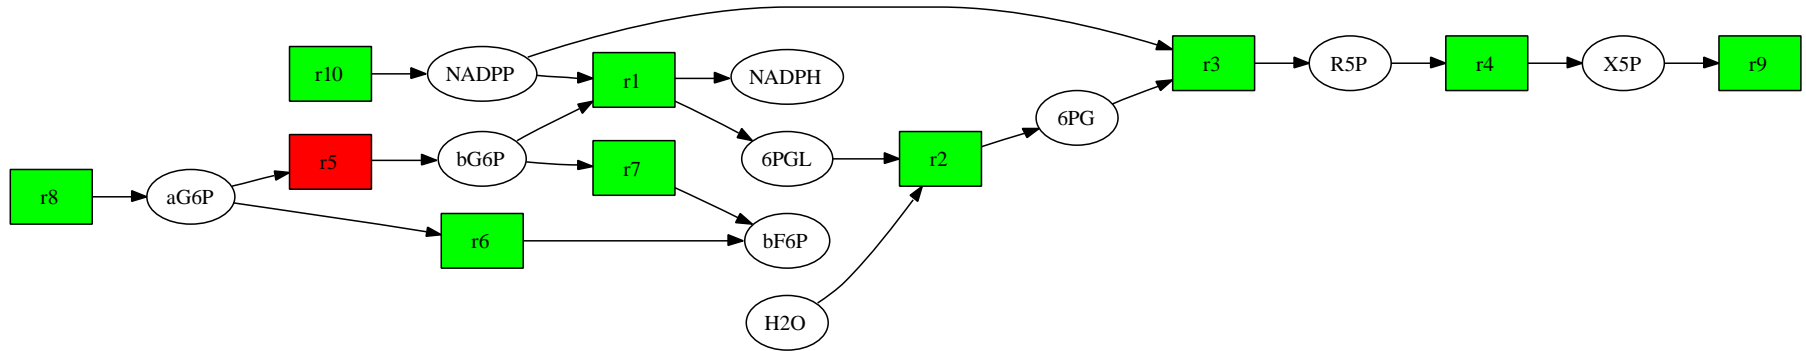 r10
NADPP
r1
NADPH
r3
R5P
r4
X5P
r9
6PG
r8
aG6P
r5
bG6P
r7
6PGL
r2
r6
bF6P
H2O